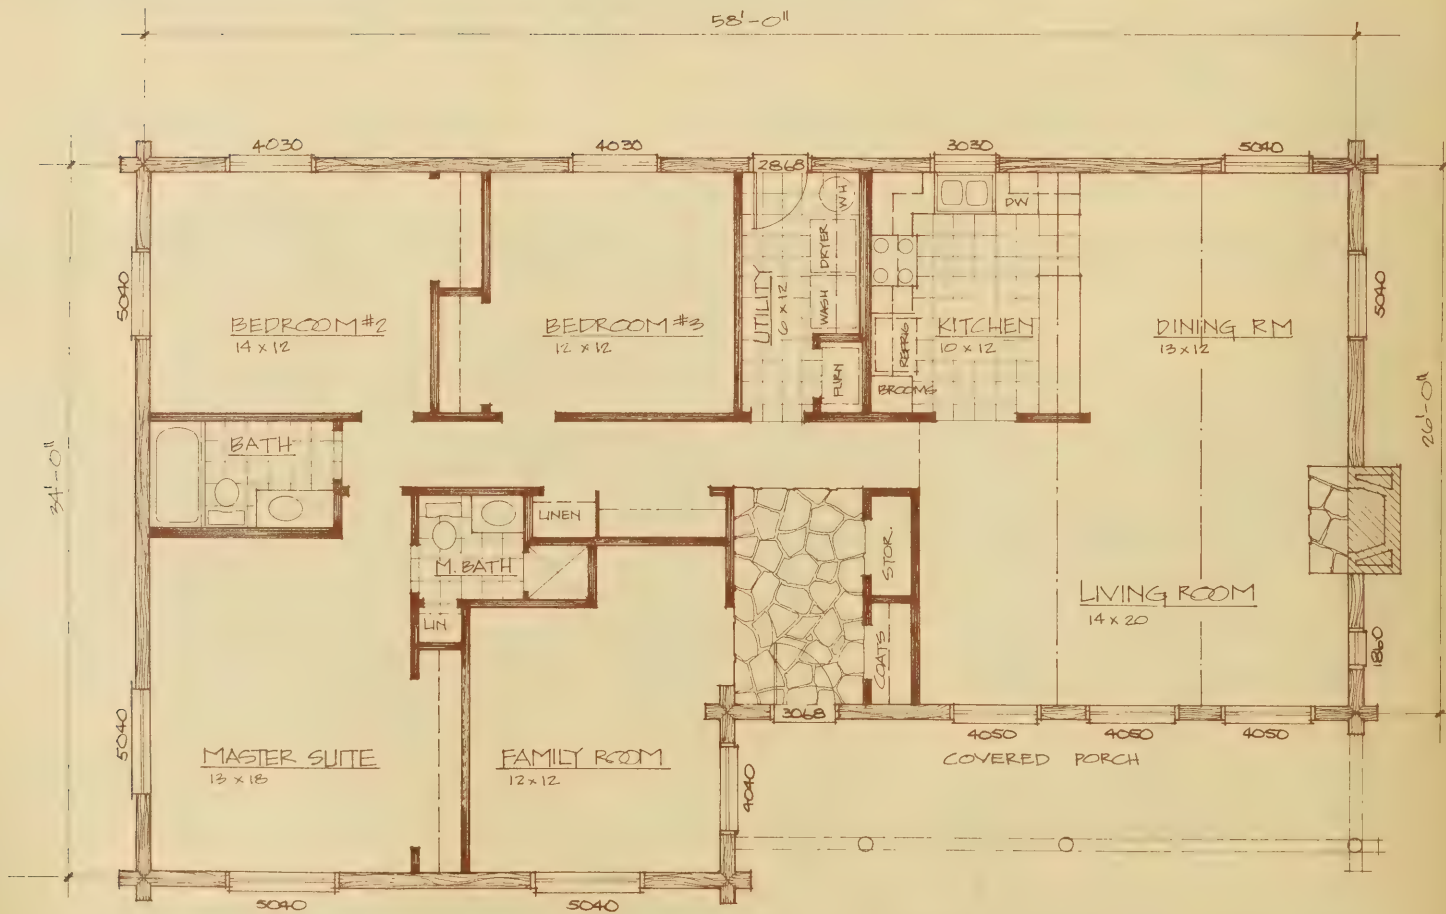 58'-0"
4030
4030
2868
3030
5040
WH
DW
DRYER
5040
UTILITY
6 x 12
WASH
BEDROOM #2
14 x 12
BEDROOM #3
12 x 12
REFRIG
KITCHEN
10 x 12
DINING RM
13 x 12
5040
FURN
BROOMS
26'-0"
34'-0"
BATH
LINEN
STOR.
M. BATH
LIVING ROOM
14 x 20
LIN
COATS
1860
3068
4050
4050
4050
5040
MASTER SUITE
13 x 18
FAMILY ROOM
12 x 12
COVERED PORCH
4040
5040
5040